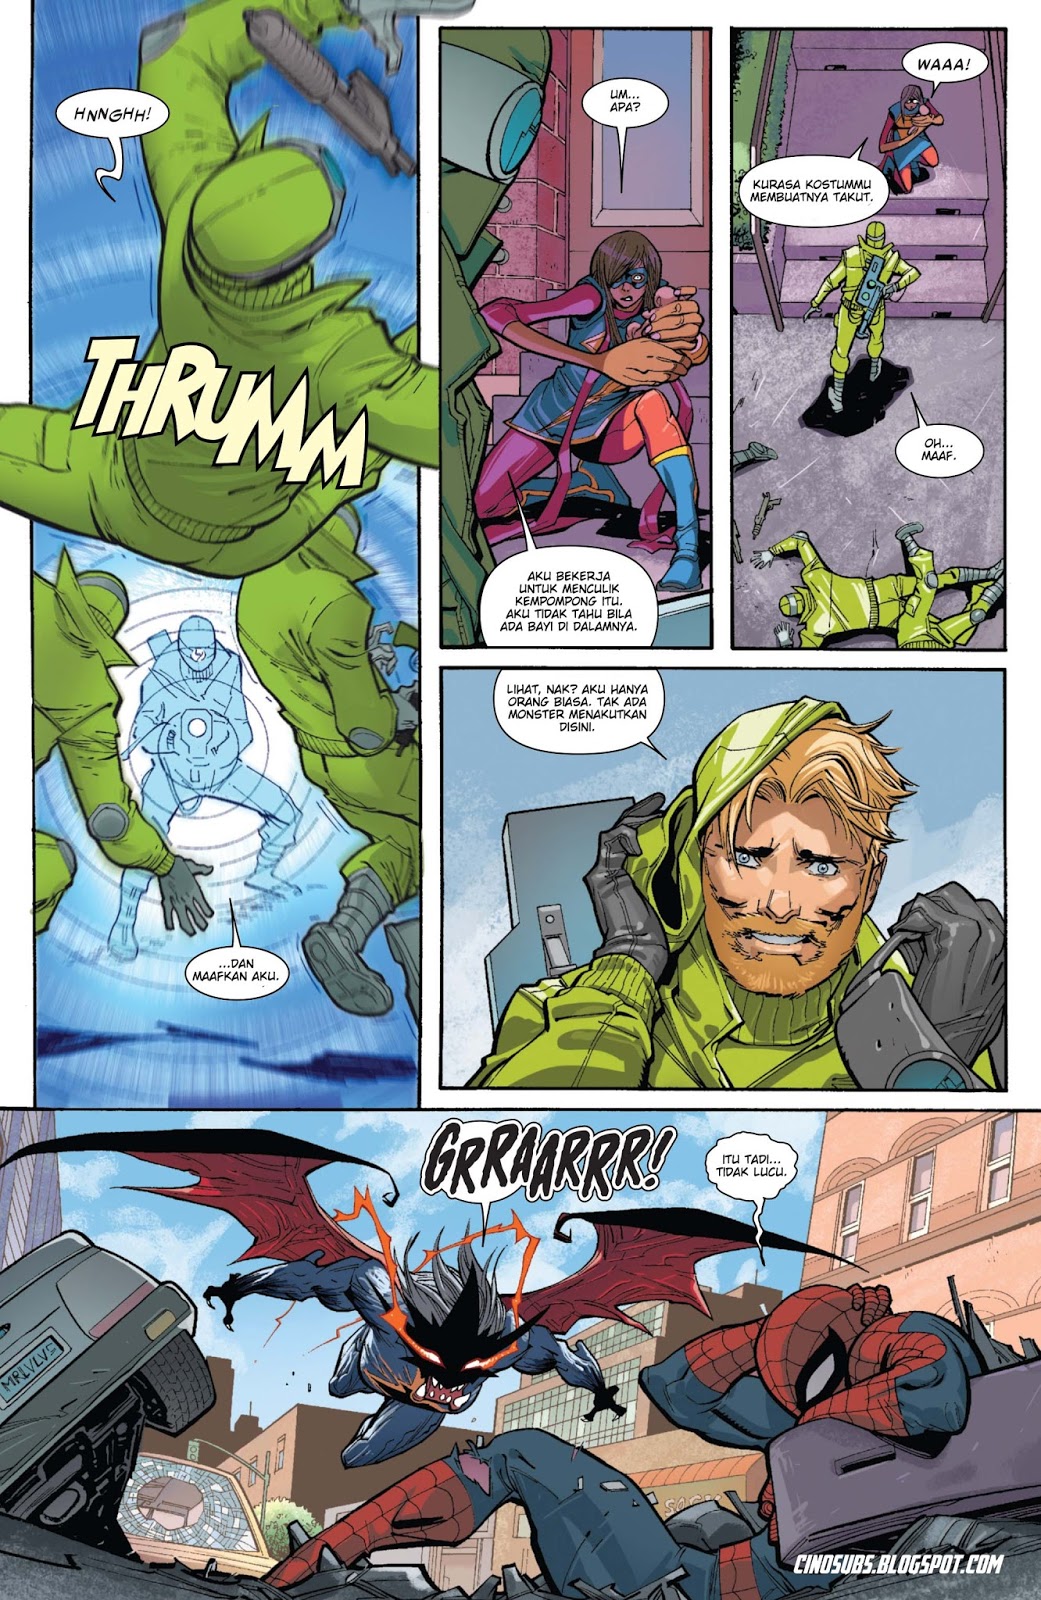 HNNGHH!
THRUMM
...DAN
MAAFKAN AKU.
UM...
APA?
AKU BEKERJA
UNTUK MENCULIK
KEMPOMPONG ITU.
AKU TIDAK TAHU BILA
ADA BAYI DI DALAMNYA.
WAAA!
KURASA KOSTUMMU
MEMBUATNYA TAKUT.
OH...
MAAF.
LIHAT, NAK? AKU HANYA
ORANG BIASA. TAK ADA
MONSTER MENAKUTKAN
DISINI.
GRRAARRR!
ITU TADI...
TIDAK LUCU.
CINOSUBS.BLOGSPOT.COM